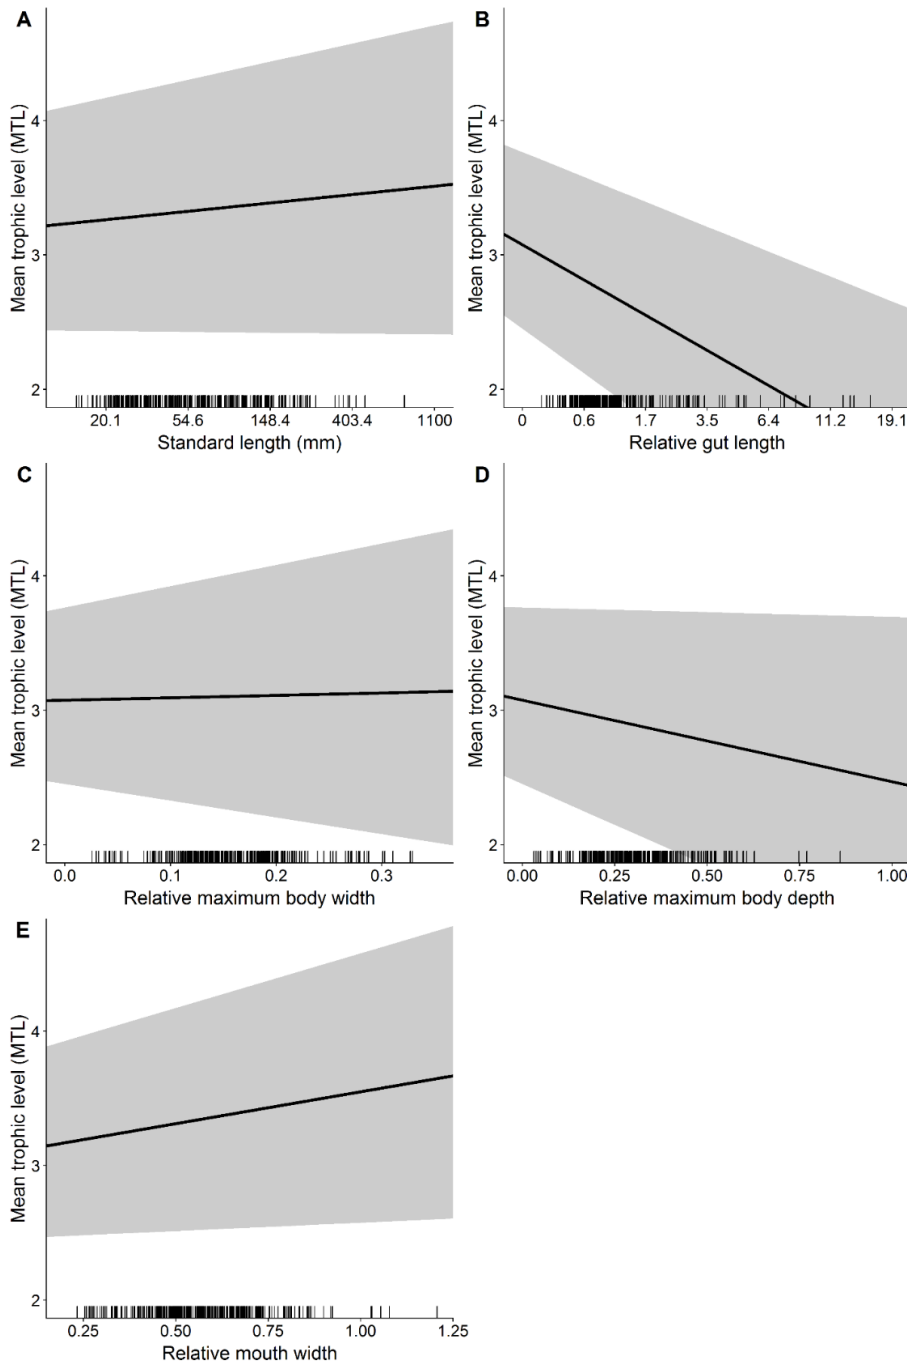 A
Mean trophic level (MTL)
4
3
2
20.1 54.6 148.4 403.4 1100
Standard length (mm)
B
Mean trophic level (MTL)
4
3
2
0 0.6 1.7 3.5 6.4 11.2 19.1
Relative gut length
C
Mean trophic level (MTL)
4
3
2
0.0 0.1 0.2 0.3
Relative maximum body width
D
Mean trophic level (MTL)
4
3
2
0.00 0.25 0.50 0.75 1.00
Relative maximum body depth
E
Mean trophic level (MTL)
4
3
2
0.25 0.50 0.75 1.00 1.25
Relative mouth width